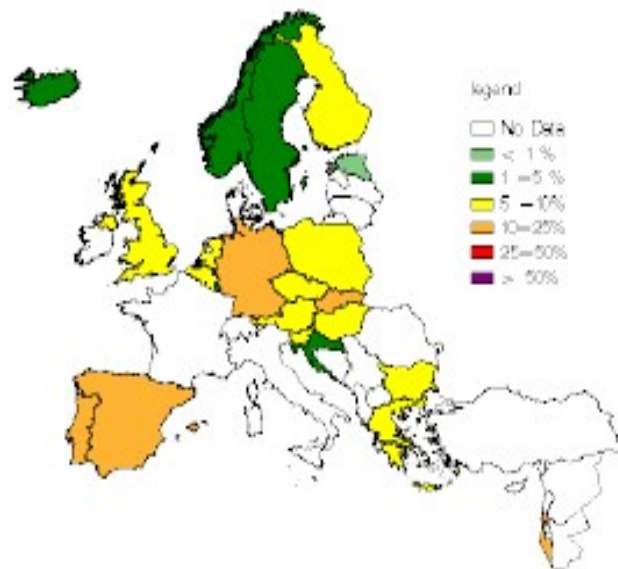 legend
No Data
< 1 %
1 –5 %
5 –10%
10–25%
25–50%
> 50%